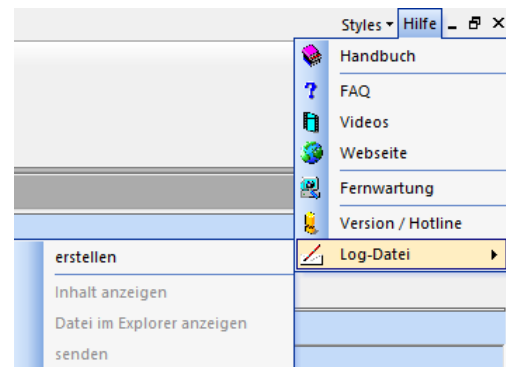 Styles Hilfe
Handbuch
FAQ
Videos
Webseite
Fernwartung
Version / Hotline
Log-Datei
erstellen
Inhalt anzeigen
Datei im Explorer anzeigen
senden